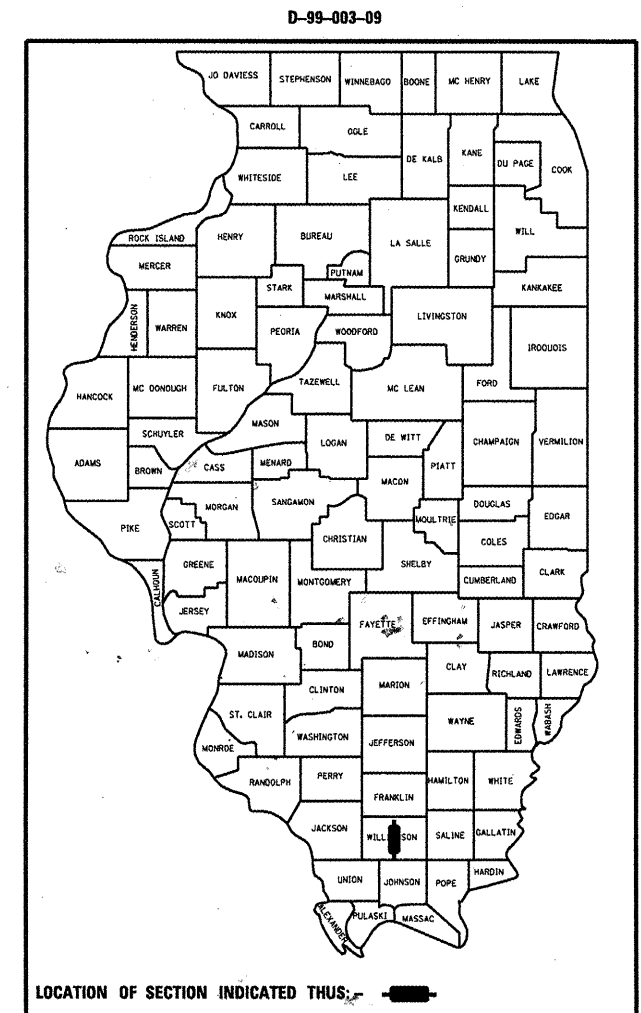 D-99-003-09
JO DAVIESS STEPHENSON WINNEBAGO BOONE MC HENRY LAKE
CARROLL OGLE
DE KALB KANE DU PAGE COOK
WHITESIDE LEE
KENDALL
ROCK ISLAND HENRY BUREAU LA SALLE WILL
MERCER PUTNAM GRUNDY
STARK MARSHALL KANKAKEE
HENDERSON WARREN KNOX PEORIA WOODFORD LIVINGSTON
IROQUOIS
HANCOCK MC DONOUGH FULTON TAZEWELL MC LEAN FORD
MASON
SCHUYLER LOGAN DE WITT CHAMPAIGN VERMILION
ADAMS BROWN CASS MENARD PIATT
MACON
PIKE SCOTT MORGAN SANGAMON DOUGLAS EDGAR
MOULTRIE
CHRISTIAN COLES
CALHOUN GREENE MACOUPIN MONTGOMERY SHELBY CUMBERLAND CLARK
JERSEY FAYETTE EFFINGHAM JASPER CRAWFORD
MADISON BOND
CLAY RICHLAND LAWRENCE
CLINTON MARION
ST. CLAIR WAYNE EDWARDS WABASH
MONROE WASHINGTON JEFFERSON
RANDOLPH PERRY HAMILTON WHITE
FRANKLIN
JACKSON SALINE GALLATIN
UNION JOHNSON POPE HARDIN
ALEXANDER PULASKI MASSAC
LOCATION OF SECTION INDICATED THUS:-